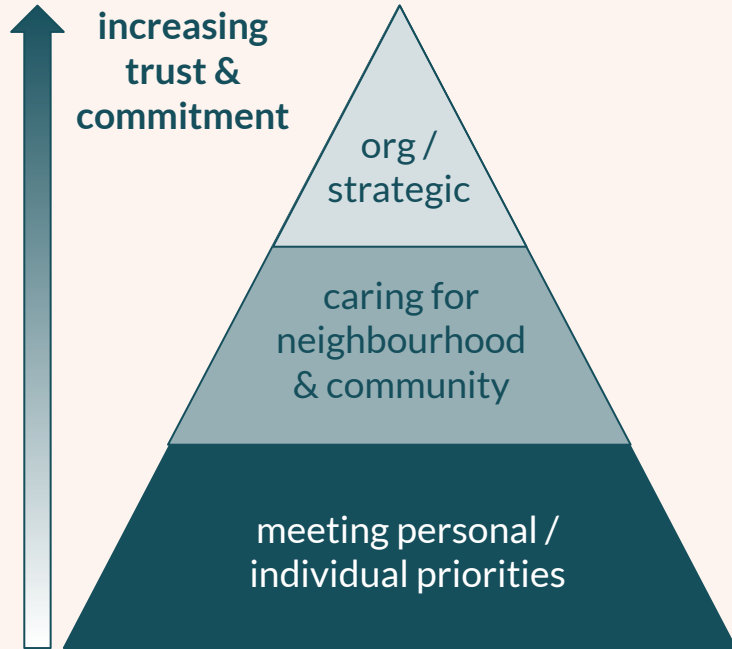 increasing
trust &
commitment
org /
strategic
caring for
neighbourhood
& community
meeting personal /
individual priorities